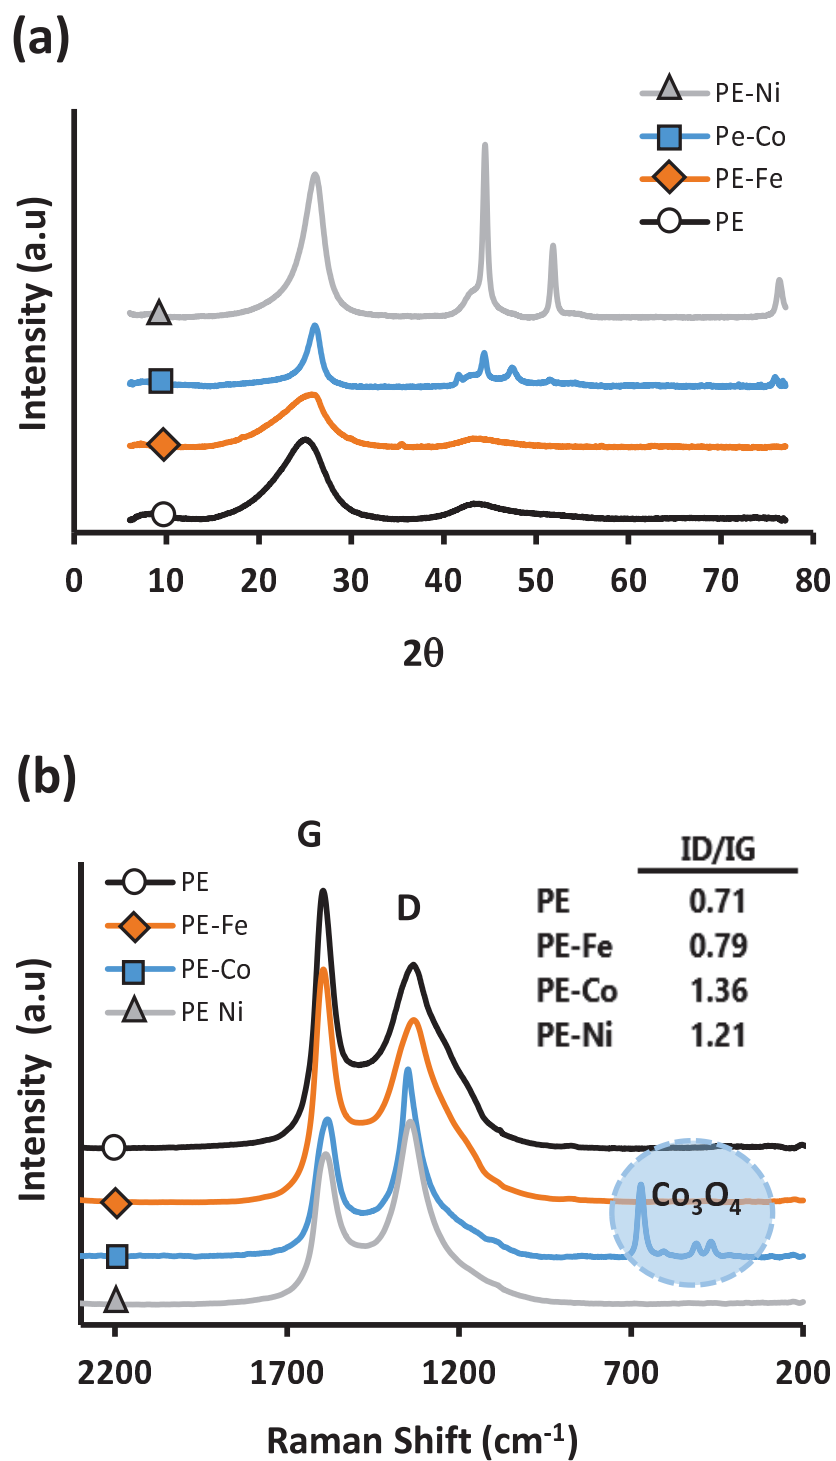 (a)
PE-Ni
Pe-Co
PE-Fe
PE
Intensity (a.u)
0 10 20 30 40 50 60 70 80
2θ
(b)
G
D
PE
PE-Fe
PE-Co
PE Ni
ID/IG
PE 0.71
PE-Fe 0.79
PE-Co 1.36
PE-Ni 1.21
Intensity (a.u)
Co₃O₄
2200 1700 1200 700 200
Raman Shift (cm⁻¹)